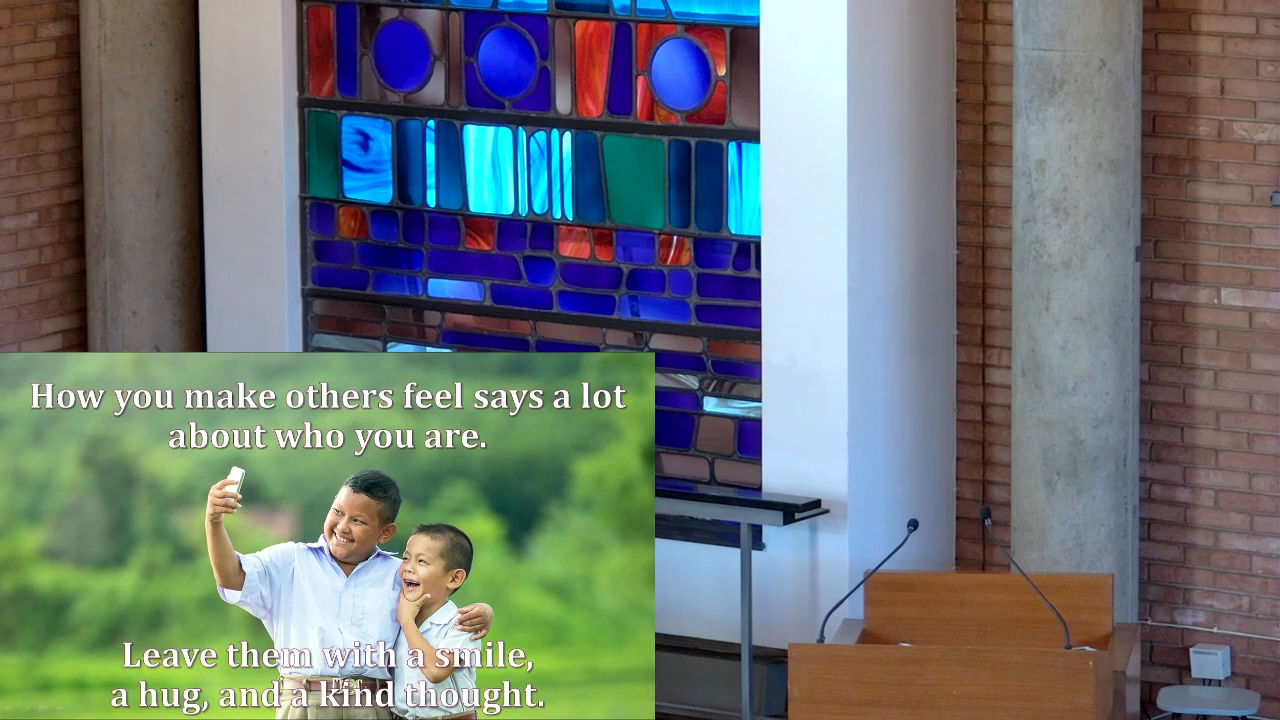 How you make others feel says a lot
about who you are.
Leave them with a smile,
a hug, and a kind thought.